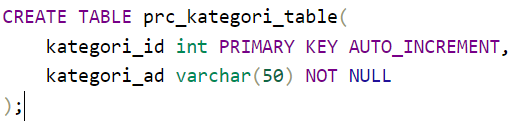 CREATE TABLE prc_kategori_table(
    kategori_id int PRIMARY KEY AUTO_INCREMENT,
    kategori_ad varchar(50) NOT NULL
);